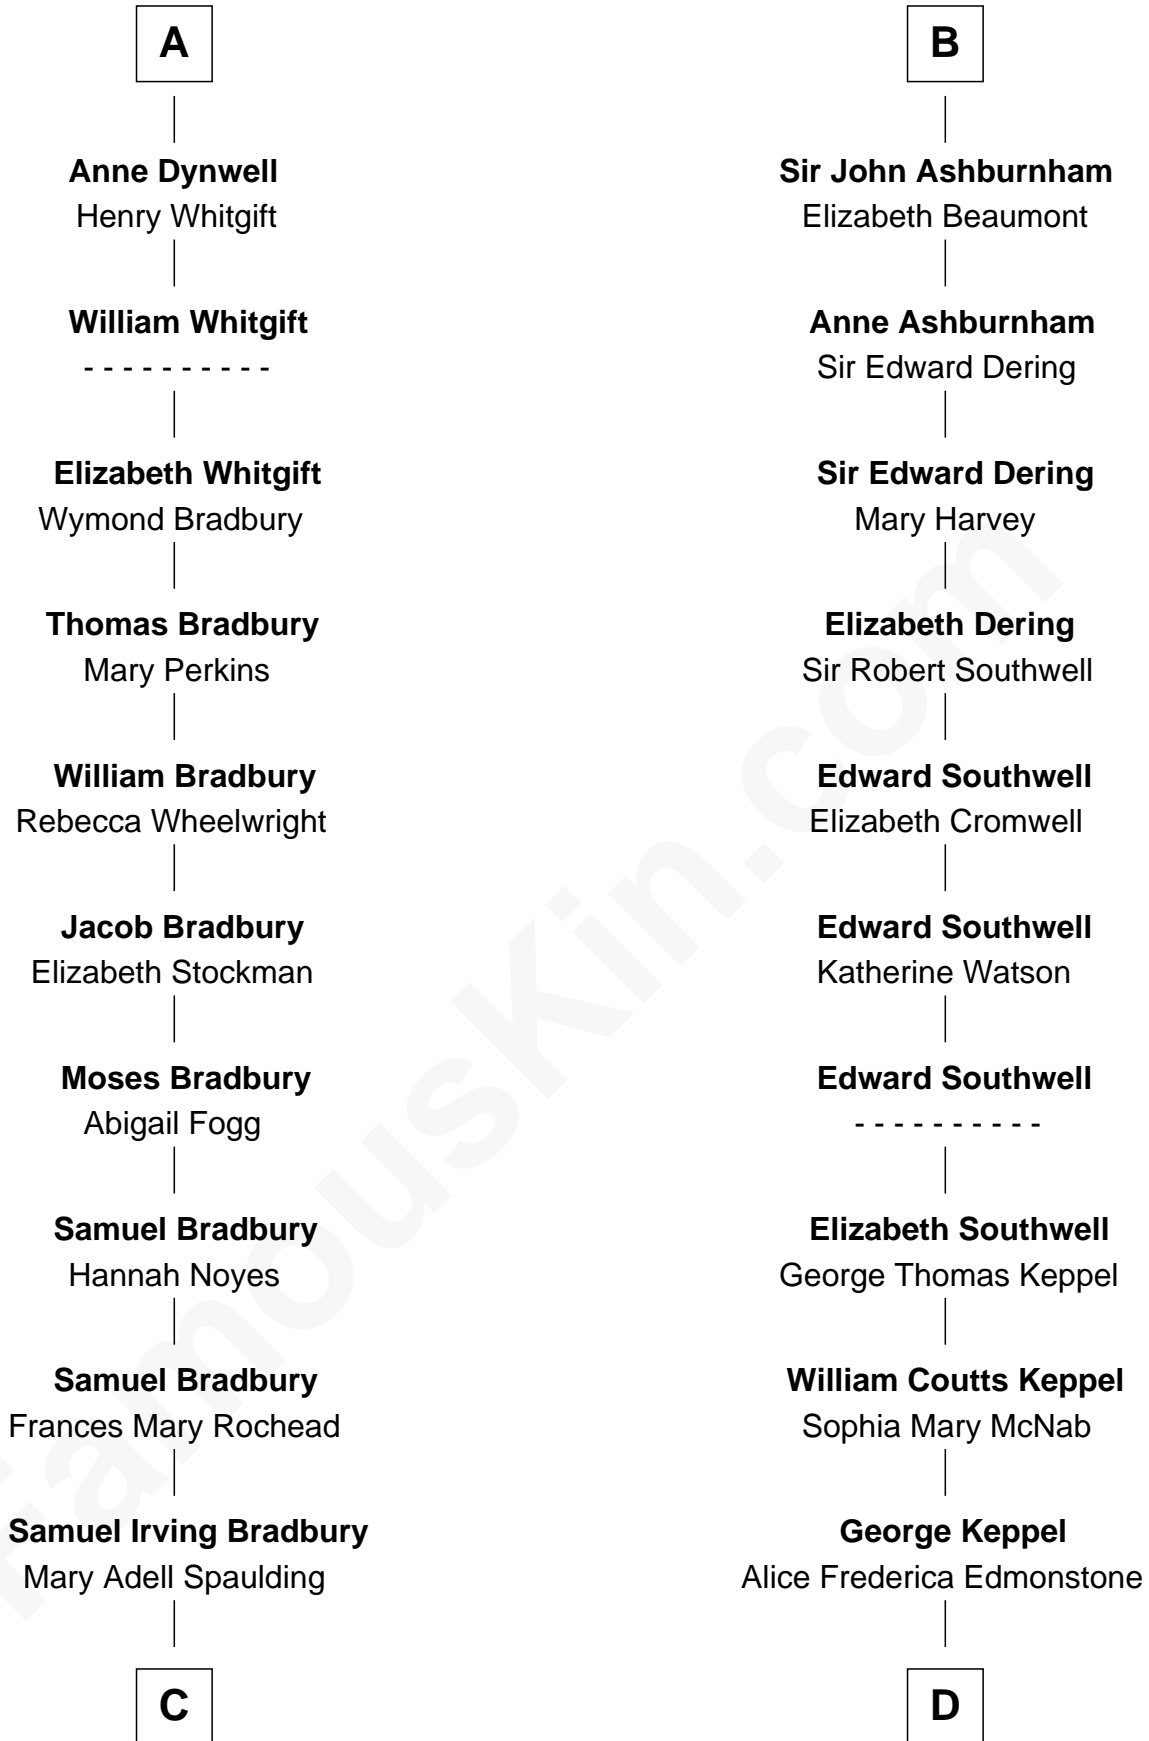 A
Anne Dynwell
Henry Whitgift
William Whitgift
- - - - - - - - - -
Elizabeth Whitgift
Wymond Bradbury
Thomas Bradbury
Mary Perkins
William Bradbury
Rebecca Wheelwright
Jacob Bradbury
Elizabeth Stockman
Moses Bradbury
Abigail Fogg
Samuel Bradbury
Hannah Noyes
Samuel Bradbury
Frances Mary Rochead
Samuel Irving Bradbury
Mary Adell Spaulding
C
B
Sir John Ashburnham
Elizabeth Beaumont
Anne Ashburnham
Sir Edward Dering
Sir Edward Dering
Mary Harvey
Elizabeth Dering
Sir Robert Southwell
Edward Southwell
Elizabeth Cromwell
Edward Southwell
Katherine Watson
Edward Southwell
- - - - - - - - - -
Elizabeth Southwell
George Thomas Keppel
William Coutts Keppel
Sophia Mary McNab
George Keppel
Alice Frederica Edmonstone
D
FamousKin.com